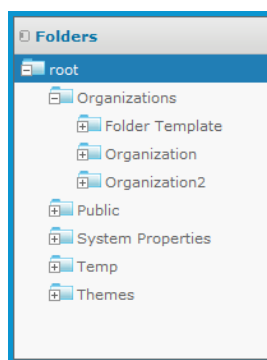 Folders
root
Organizations
Folder Template
Organization
Organization2
Public
System Properties
Temp
Themes